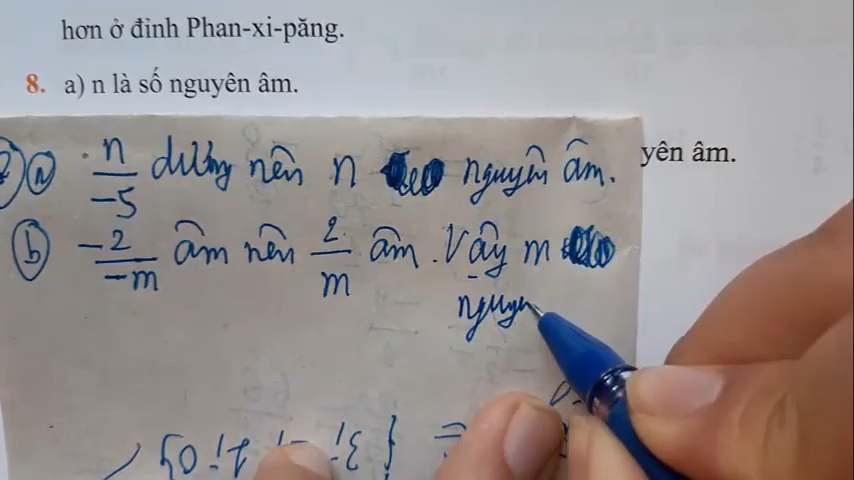 hơn ở đỉnh Phan-xi-păng.
8. a) n là số nguyên âm.
yên âm.
a) n/-5 dương nên n nguyên âm.
b) -2/-m âm nên 2/m âm. Vậy m
nguyên